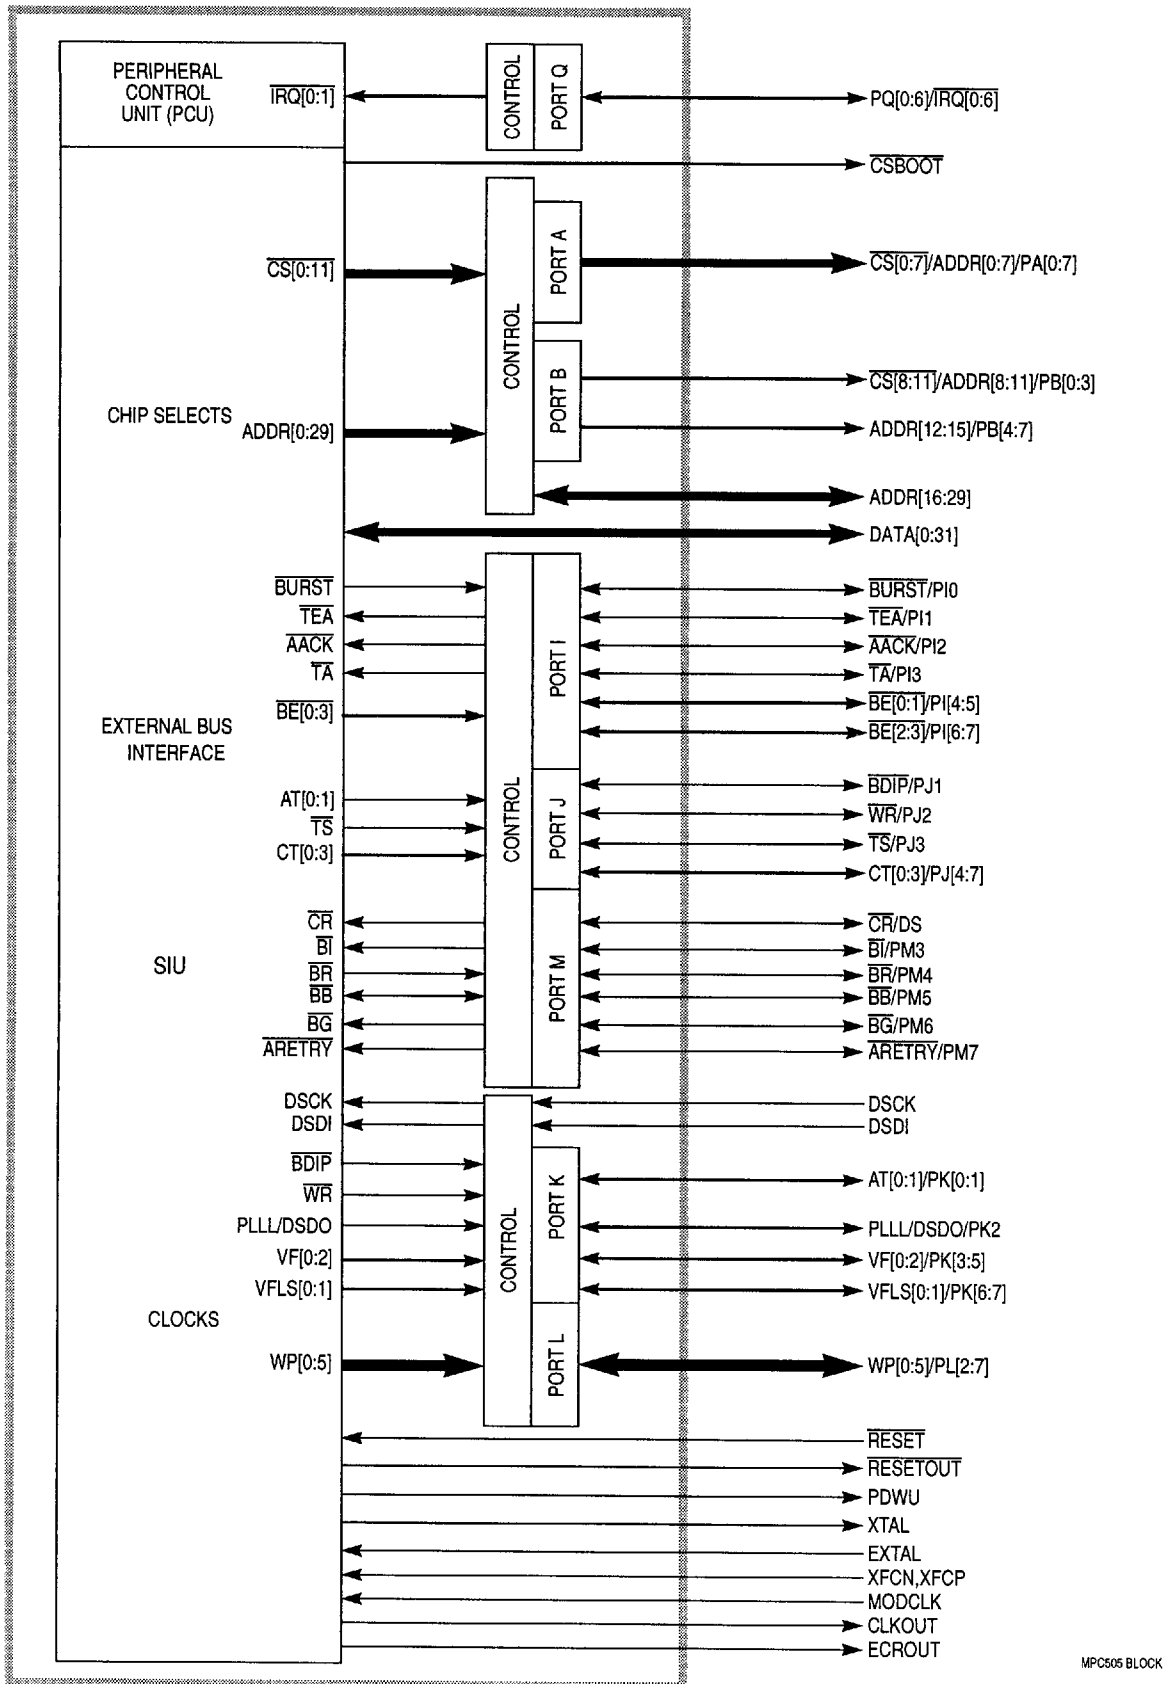 PERIPHERAL
CONTROL
UNIT (PCU)
IRQ[0:1]
CONTROL
PORT Q
PQ[0:6]/IRQ[0:6]
CSBOOT
CS[0:11]
CONTROL
PORT A
CS[0:7]/ADDR[0:7]/PA[0:7]
PORT B
CS[8:11]/ADDR[8:11]/PB[0:3]
CHIP SELECTS
ADDR[0:29]
ADDR[12:15]/PB[4:7]
ADDR[16:29]
DATA[0:31]
BURST
BURST/PI0
TEA
TEA/PI1
AACK
AACK/PI2
TA
TA/PI3
PORT I
BE[0:3]
BE[0:1]/PI[4:5]
BE[2:3]/PI[6:7]
EXTERNAL BUS
INTERFACE
CONTROL
PORT J
BDIP/PJ1
AT[0:1]
WR/PJ2
TS
TS/PJ3
CT[0:3]
CT[0:3]/PJ[4:7]
SIU
PORT M
CR
CR/DS
BI
BI/PM3
BR
BR/PM4
BB
BB/PM5
BG
BG/PM6
ARETRY
ARETRY/PM7
DSCK
DSCK
DSDI
DSDI
BDIP
CONTROL
PORT K
AT[0:1]/PK[0:1]
WR
PLLL/DSDO
PLLL/DSDO/PK2
VF[0:2]
VF[0:2]/PK[3:5]
VFLS[0:1]
VFLS[0:1]/PK[6:7]
CLOCKS
WP[0:5]
PORT L
WP[0:5]/PL[2:7]
RESET
RESETOUT
PDWU
XTAL
EXTAL
XFCN,XFCP
MODCLK
CLKOUT
ECROUT
MPC505 BLOCK